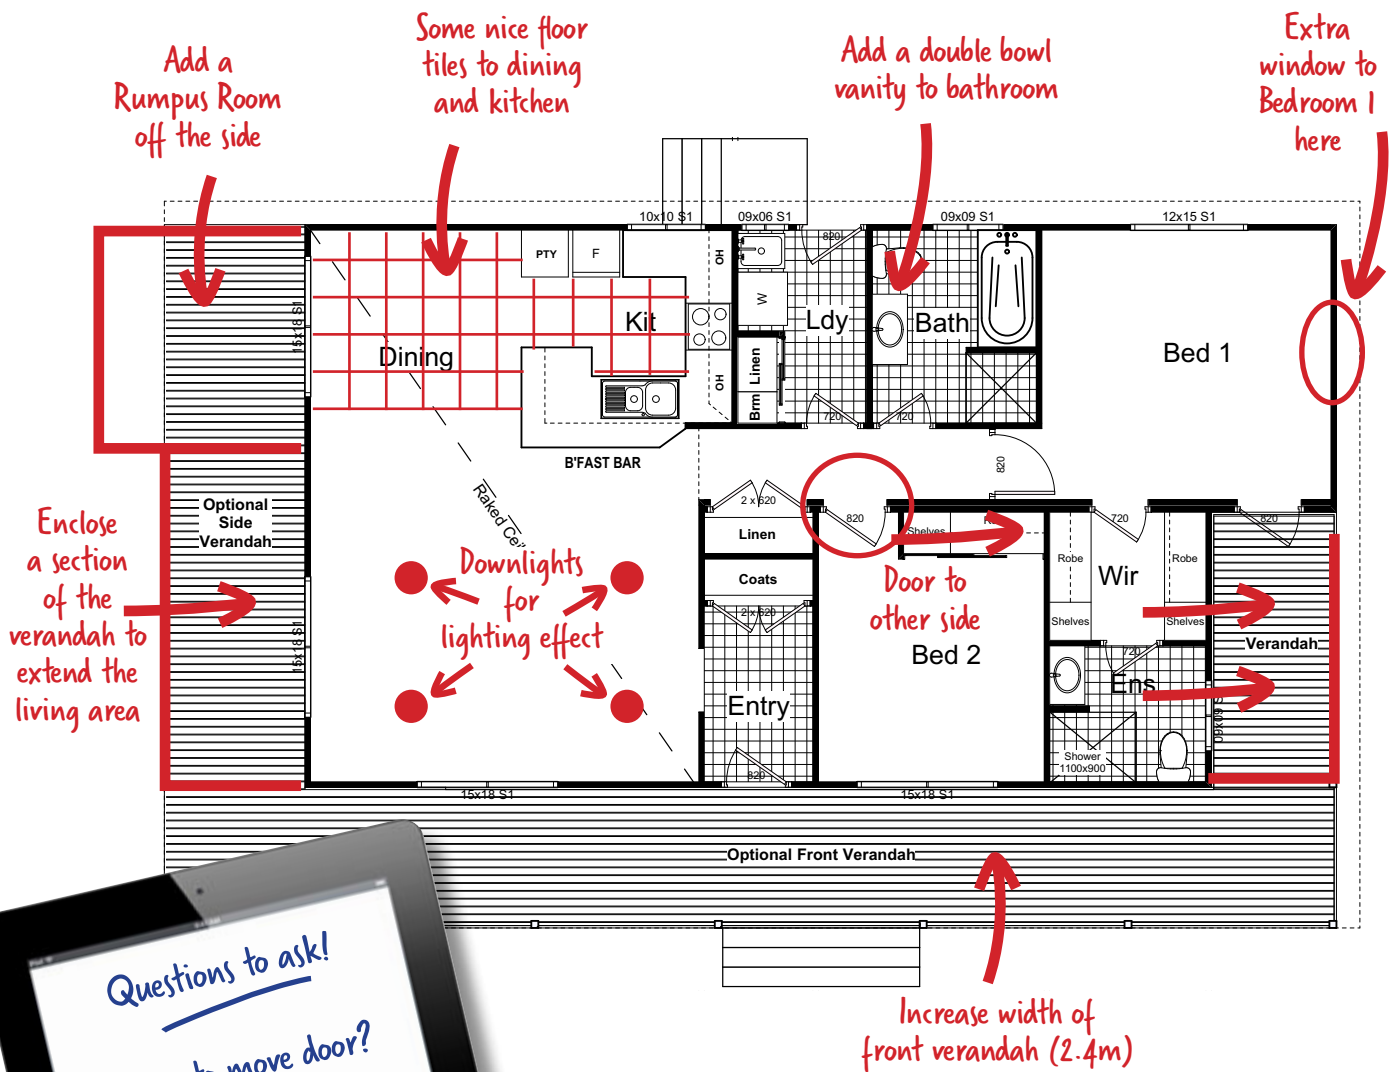 Some nice floor
tiles to dining
and kitchen
Add a
Rumpus Room
off the side
Add a double bowl
vanity to bathroom
Extra
window to
Bedroom 1
here
10x10 S1
09x06 S1
09x09 S1
12x15 S1
820
PTY
F
OH
W
Kit
Ldy
Bath
Bed 1
Dining
15x18 S1
Linen
Brm
OH
720
720
B'FAST BAR
820
Raked Ceil
2 x 620
820
720
820
Linen
Shelves
Optional
Side
Verandah
Enclose
a section
of the
verandah to
extend the
living area
Downlights
for
lighting effect
Coats
2 x 620
Door to
other side
Bed 2
Robe
Wir
Robe
Shelves
Shelves
Verandah
15x18 S1
720
Ens
Entry
09x09 S
Shower
1100x900
820
15x18 S1
15x18 S1
Optional Front Verandah
Increase width of
front verandah (2.4m)
Questions to ask!
to move door?